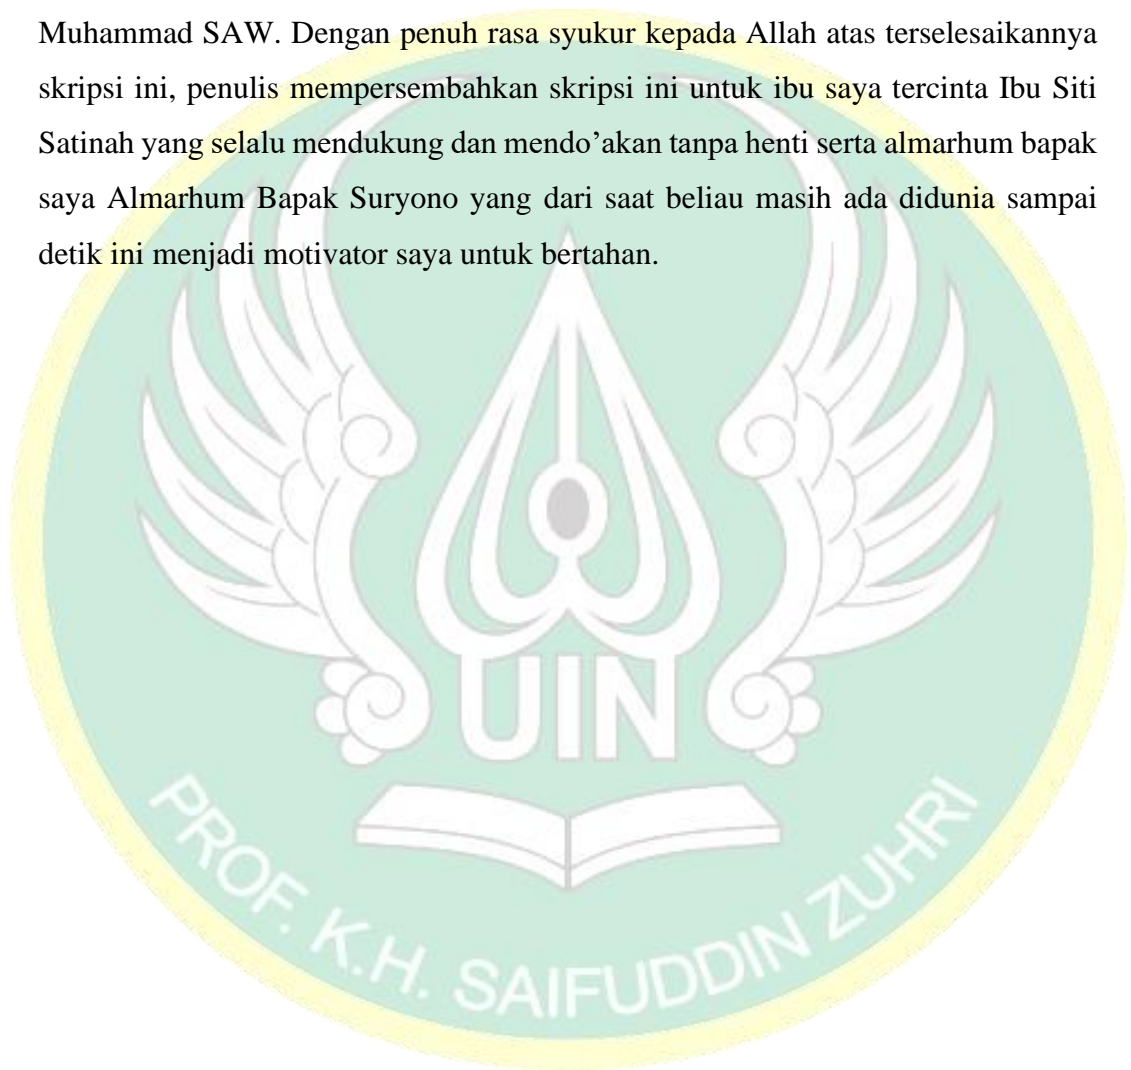 Muhammad SAW. Dengan penuh rasa syukur kepada Allah atas terselesaikannya
skripsi ini, penulis mempersembahkan skripsi ini untuk ibu saya tercinta Ibu Siti
Satinah yang selalu mendukung dan mendo’akan tanpa henti serta almarhum bapak
saya Almarhum Bapak Suryono yang dari saat beliau masih ada didunia sampai
detik ini menjadi motivator saya untuk bertahan.
UIN
PROF. K.H. SAIFUDDIN ZUHRI